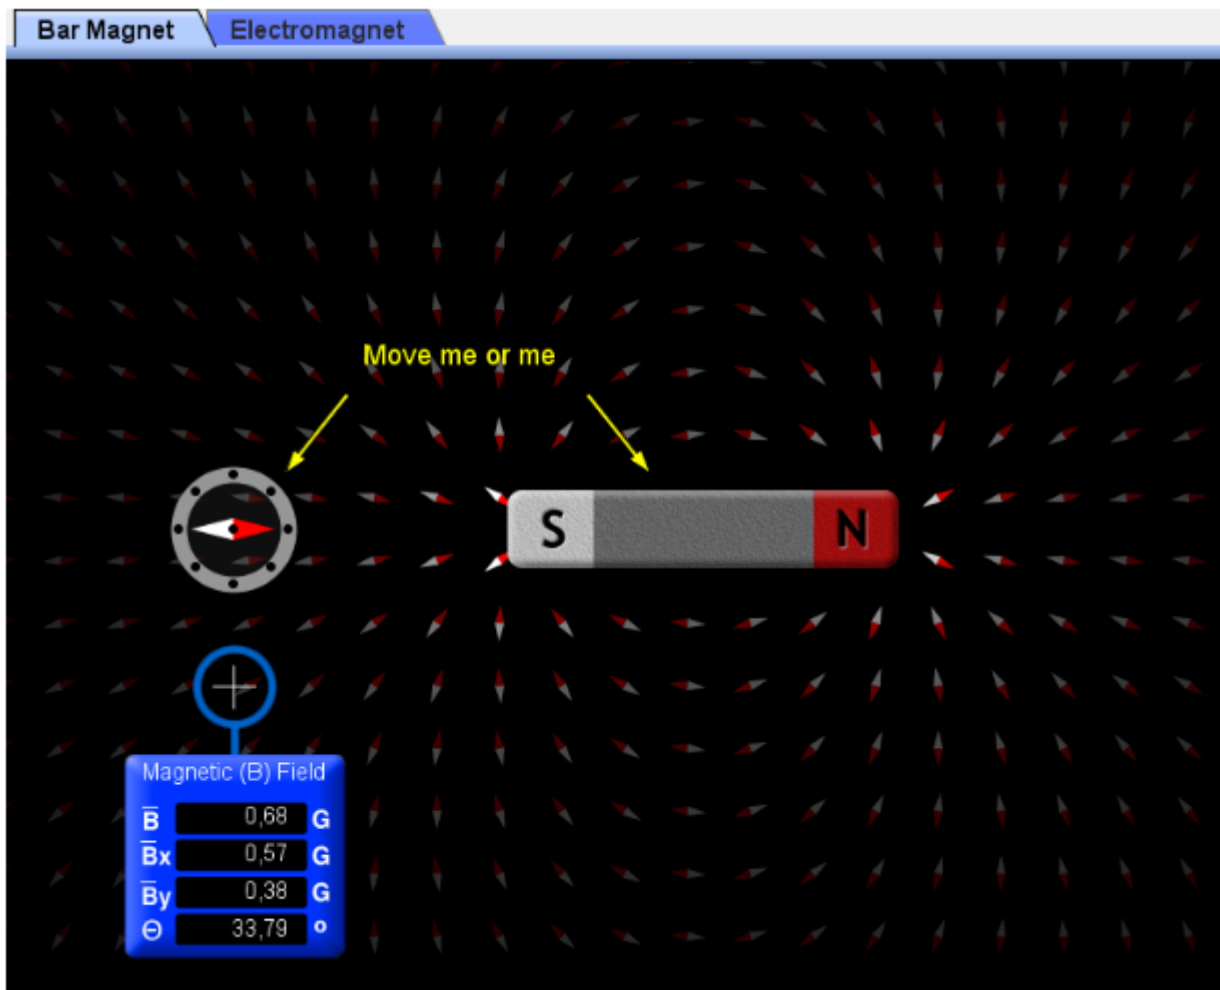 Bar Magnet Electromagnet
Move me or me
S N
Magnetic (B) Field
B 0,68 G
Bx 0,57 G
By 0,38 G
Θ 33,79 º